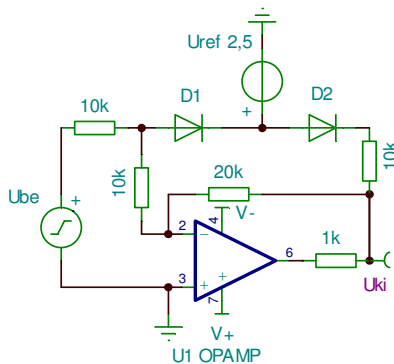 Uref 2,5
+
D1
D2
10k
10k
10k
20k
Ube
+
V-
2
4
6
3
7
−
+
+
1k
Uki
V+
U1 OPAMP